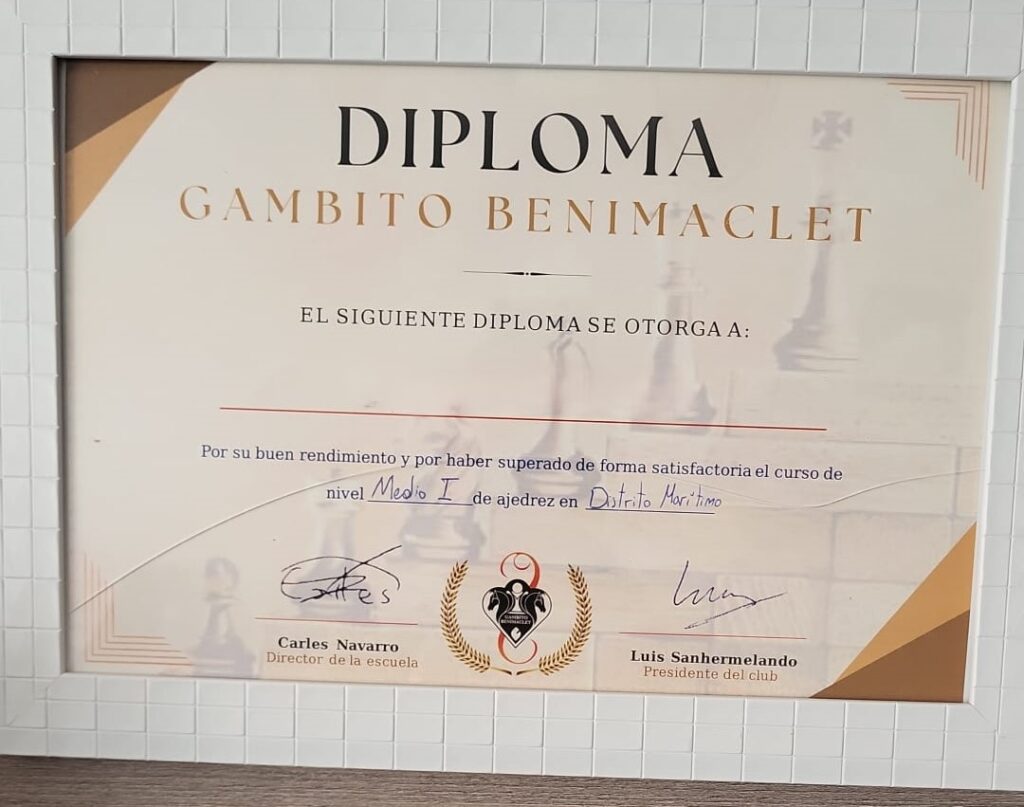 DIPLOMA
GAMBITO BENIMACLET
EL SIGUIENTE DIPLOMA SE OTORGA A:
Por su buen rendimiento y por haber superado de forma satisfactoria el curso de
nivel Medio I de ajedrez en Distrito Marítimo
Carles Navarro
Director de la escuela
GAMBITO
BENIMACLET
Luis Sanhermelando
Presidente del club